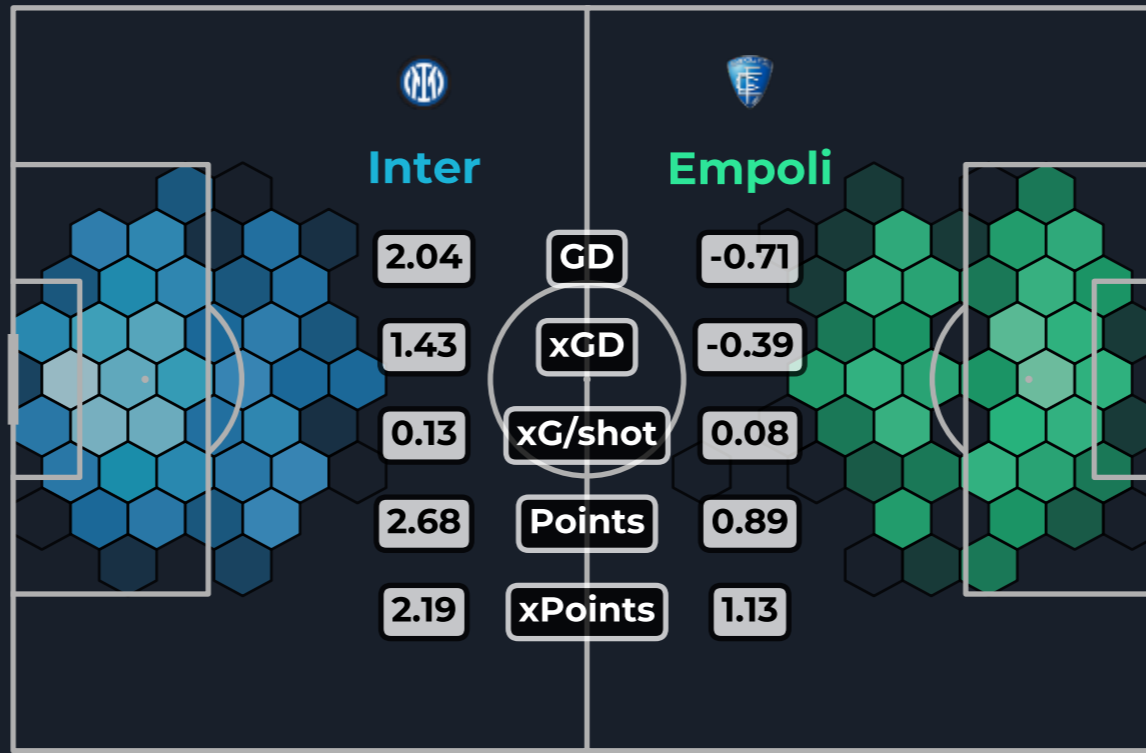 Inter Empoli
2.04 GD -0.71
1.43 xGD -0.39
0.13 xG/shot 0.08
2.68 Points 0.89
2.19 xPoints 1.13